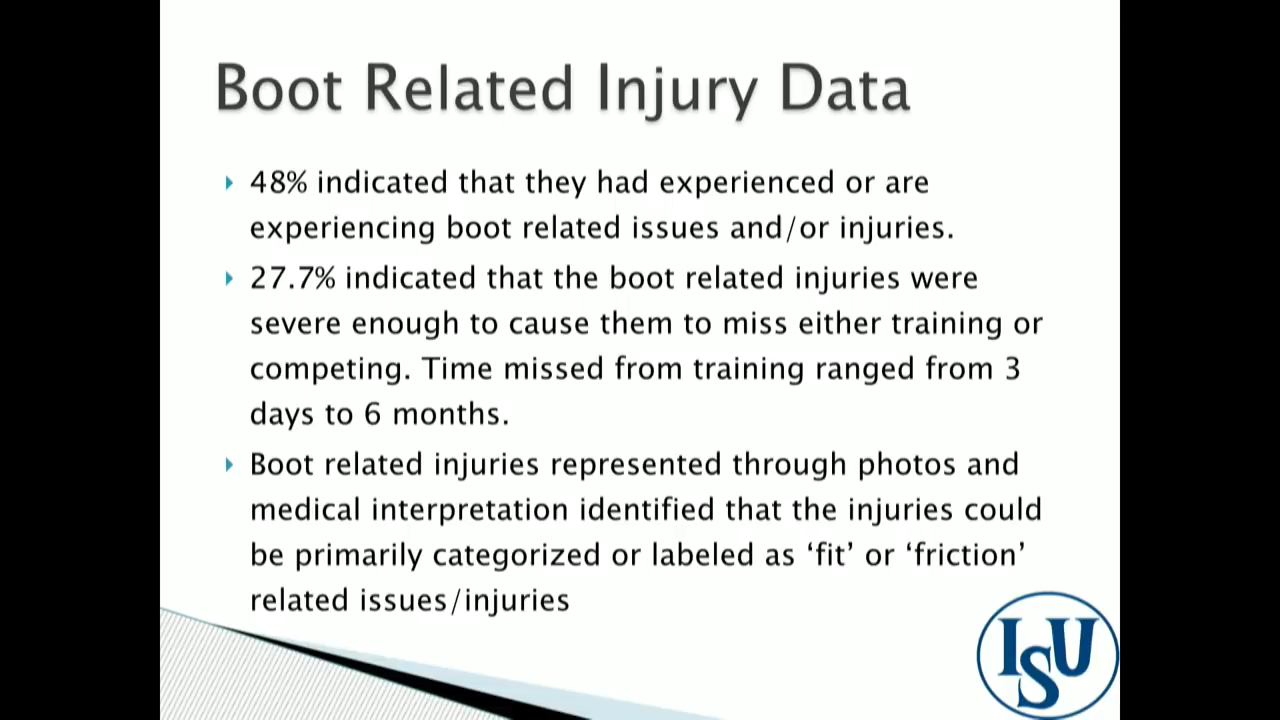 Boot Related Injury Data
48% indicated that they had experienced or are
experiencing boot related issues and/or injuries.
27.7% indicated that the boot related injuries were
severe enough to cause them to miss either training or
competing. Time missed from training ranged from 3
days to 6 months.
Boot related injuries represented through photos and
medical interpretation identified that the injuries could
be primarily categorized or labeled as ‘fit’ or ‘friction’
related issues/injuries
ISU